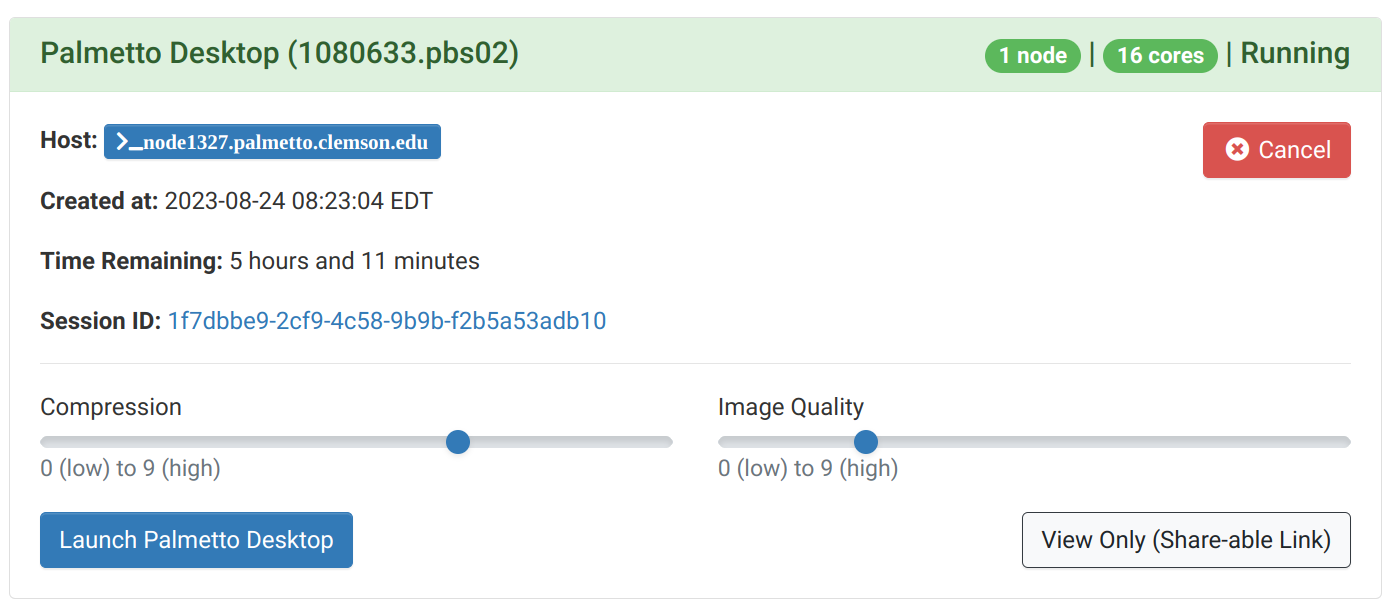 Palmetto Desktop (1080633.pbs02) 1 node | 16 cores | Running
Host: >_node1327.palmetto.clemson.edu Cancel
Created at: 2023-08-24 08:23:04 EDT
Time Remaining: 5 hours and 11 minutes
Session ID: 1f7dbbe9-2cf9-4c58-9b9b-f2b5a53adb10
Compression Image Quality
0 (low) to 9 (high) 0 (low) to 9 (high)
Launch Palmetto Desktop View Only (Share-able Link)